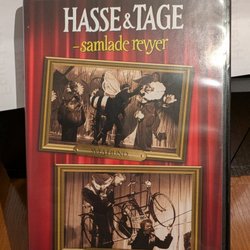 HASSE & TAGE
– samlade revyer